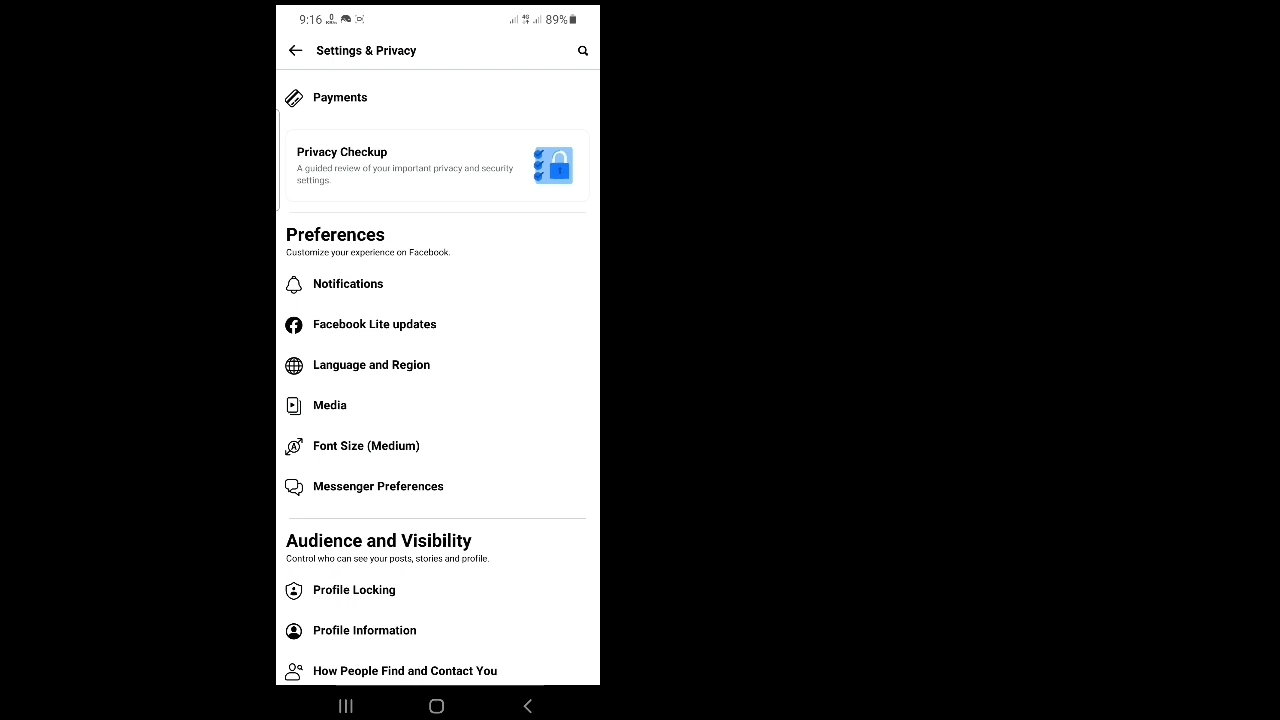 9:16 0 KB/s 4G 89%
Settings & Privacy
Payments
Privacy Checkup
A guided review of your important privacy and security
settings.
Preferences
Customize your experience on Facebook.
Notifications
Facebook Lite updates
Language and Region
Media
Font Size (Medium)
Messenger Preferences
Audience and Visibility
Control who can see your posts, stories and profile.
Profile Locking
Profile Information
How People Find and Contact You